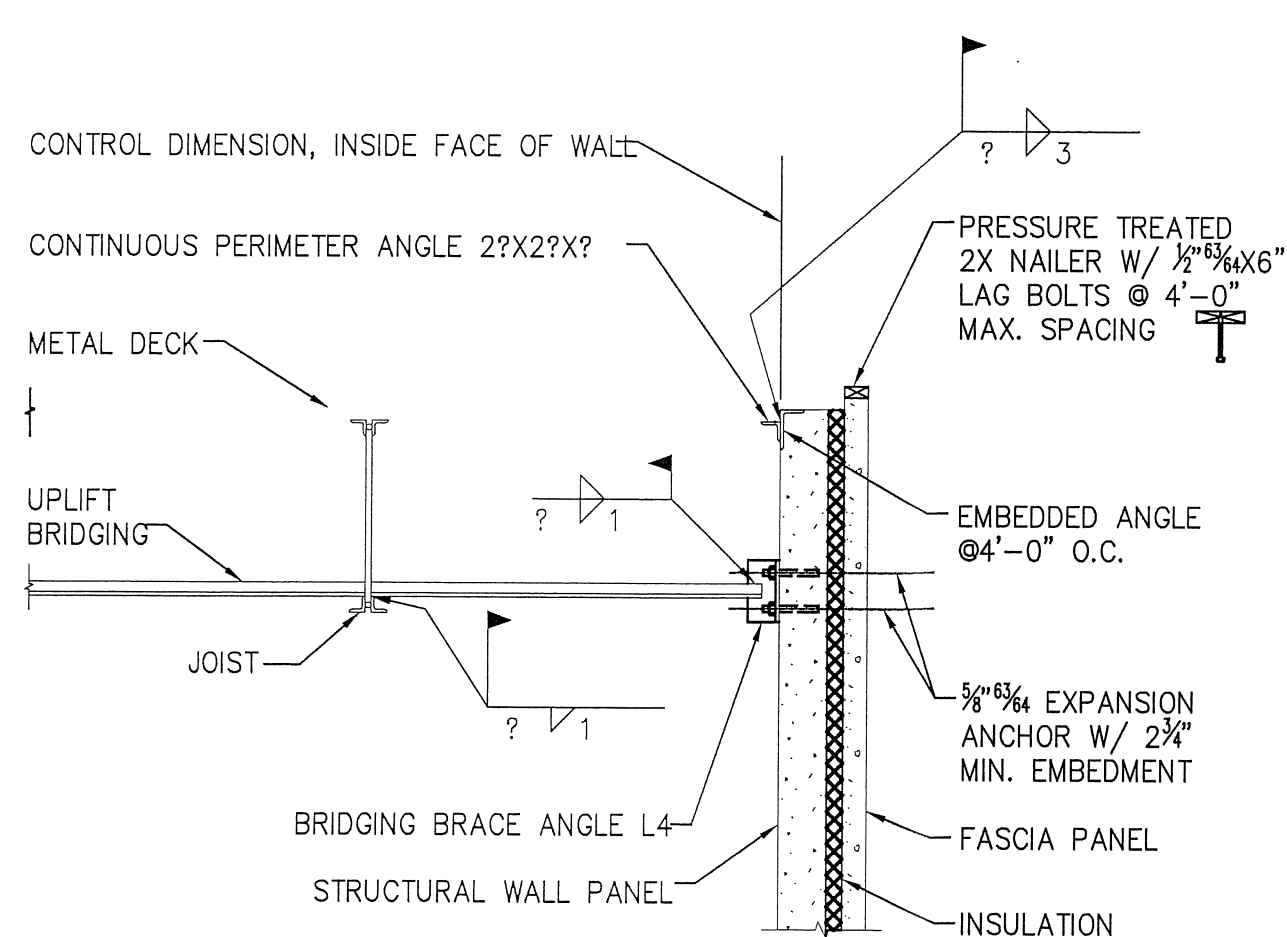 CONTROL DIMENSION, INSIDE FACE OF WALL
? 3
CONTINUOUS PERIMETER ANGLE 2?X2?X?
PRESSURE TREATED
2X NAILER W/ ½"63⁄64X6"
LAG BOLTS @ 4'-0"
MAX. SPACING
METAL DECK
UPLIFT
BRIDGING
? 1
EMBEDDED ANGLE
@4'-0" O.C.
JOIST
? 1
⅝"63⁄64 EXPANSION
ANCHOR W/ 2¾"
MIN. EMBEDMENT
BRIDGING BRACE ANGLE L4
FASCIA PANEL
STRUCTURAL WALL PANEL
INSULATION